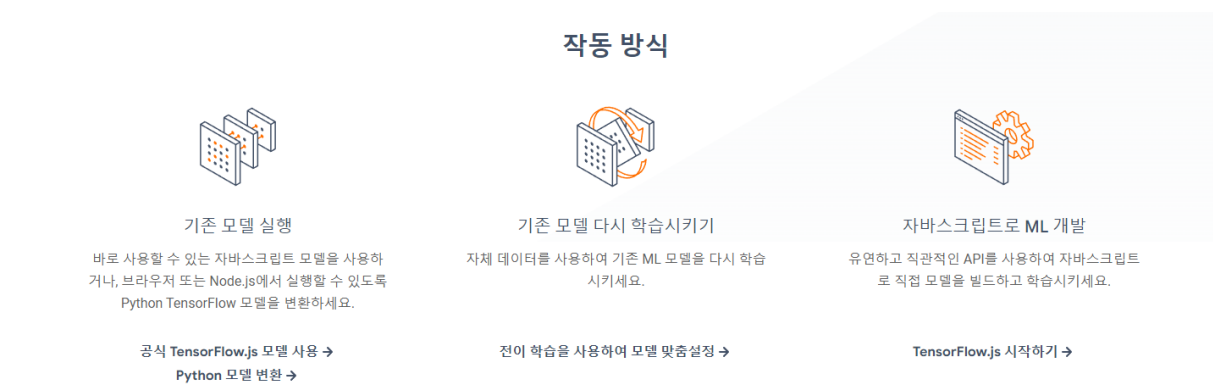 작동 방식
기존 모델 실행
바로 사용할 수 있는 자바스크립트 모델을 사용하
거나, 브라우저 또는 Node.js에서 실행할 수 있도록
Python TensorFlow 모델을 변환하세요.
공식 TensorFlow.js 모델 사용 →
Python 모델 변환 →
기존 모델 다시 학습시키기
자체 데이터를 사용하여 기존 ML 모델을 다시 학습
시키세요.
전이 학습을 사용하여 모델 맞춤설정 →
자바스크립트로 ML 개발
유연하고 직관적인 API를 사용하여 자바스크립트
로 직접 모델을 빌드하고 학습시키세요.
TensorFlow.js 시작하기 →